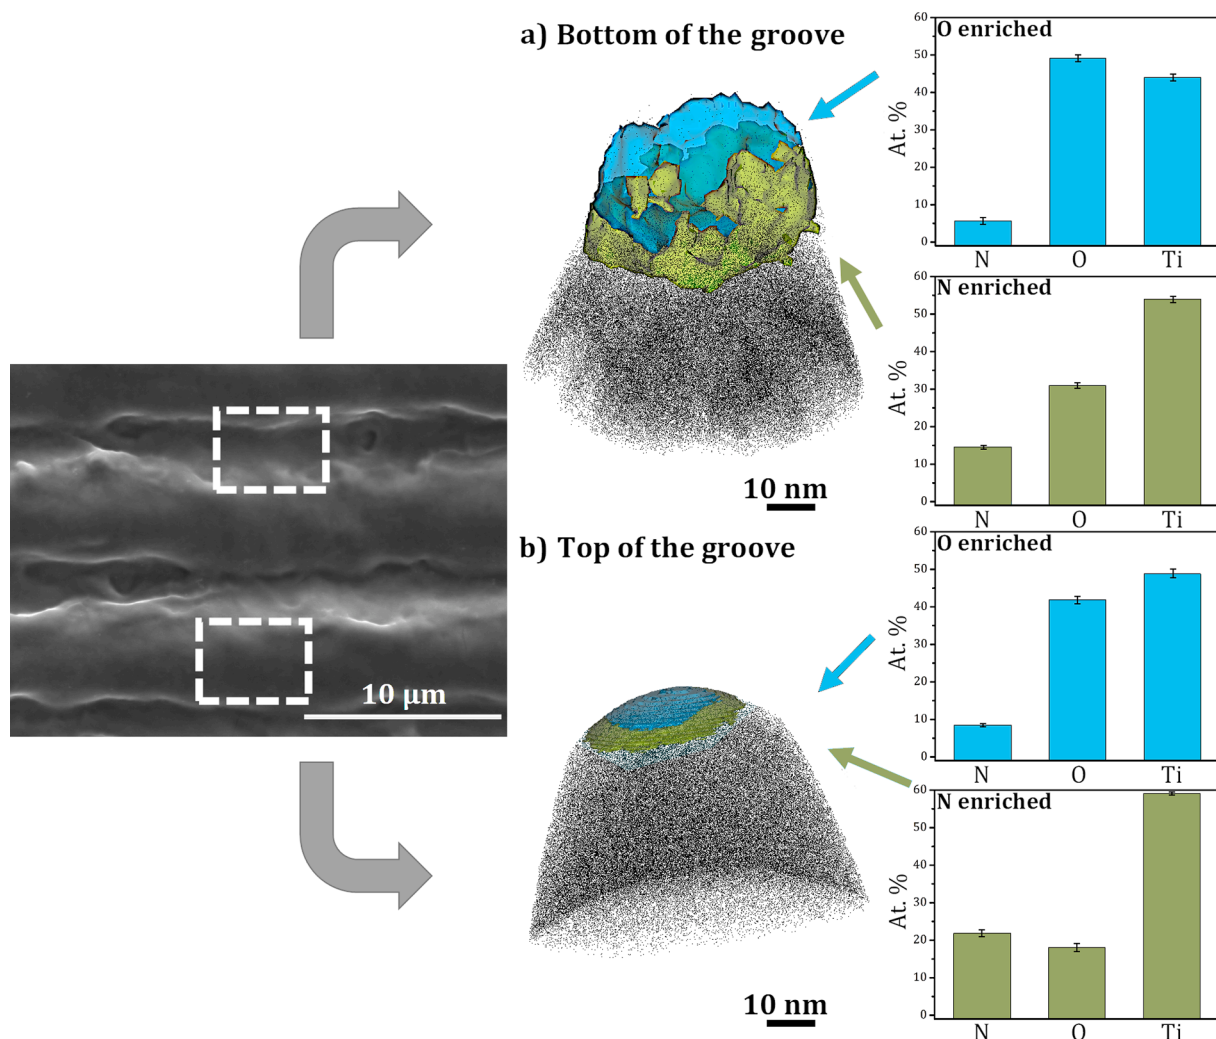 a) Bottom of the groove
O enriched
At. %
60
50
40
30
20
10
0
N O Ti
N enriched
At. %
60
50
40
30
20
10
0
N O Ti
10 nm
10 µm
b) Top of the groove
O enriched
At. %
60
50
40
30
20
10
0
N O Ti
N enriched
At. %
60
50
40
30
20
10
0
N O Ti
10 nm